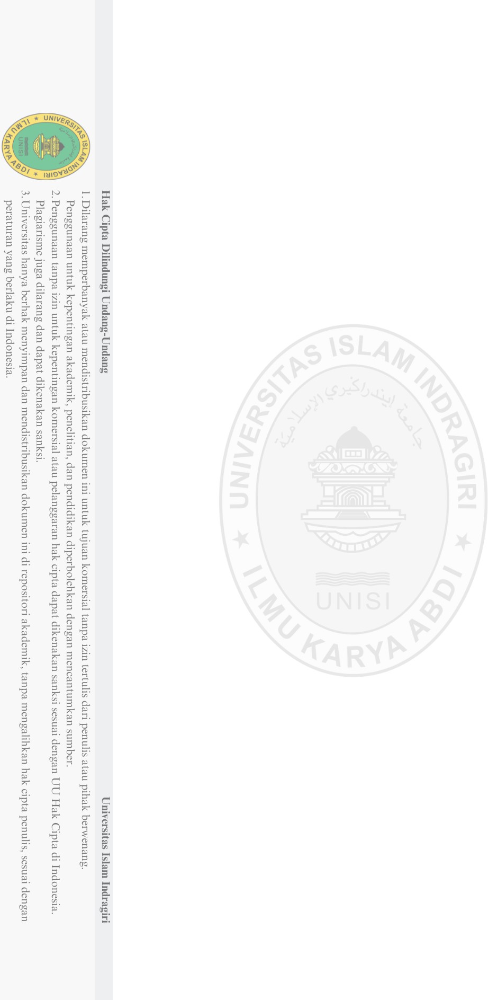 Hak Cipta Dilindungi Undang-Undang
Universitas Islam Indragiri
1. Dilarang memperbanyak atau mendistribusikan dokumen ini untuk tujuan komersial tanpa izin tertulis dari penulis atau pihak berwenang.
Penggunaan untuk kepentingan akademik, penelitian, dan pendidikan diperbolehkan dengan mencantumkan sumber.
2. Penggunaan tanpa izin untuk kepentingan komersial atau pelanggaran hak cipta dapat dikenakan sanksi sesuai dengan UU Hak Cipta di Indonesia.
Plagiarisme juga dilarang dan dapat dikenakan sanksi.
3. Universitas hanya berhak menyimpan dan mendistribusikan dokumen ini di repositori akademik, tanpa mengalihkan hak cipta penulis, sesuai dengan
peraturan yang berlaku di Indonesia.
UNIVERSITAS ISLAM INDRAGIRI
جامعة إيندراكيري الإسلامية
UNISI
ILMU KARYA ABDI
UNIVERSITAS ISLAM INDRAGIRI
جامعة إيندراكيري الإسلامية
UNISI
ILMU KARYA ABDI